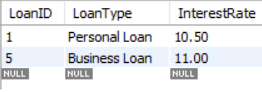 LoanID LoanType InterestRate
1 Personal Loan 10.50
5 Business Loan 11.00
NULL NULL NULL